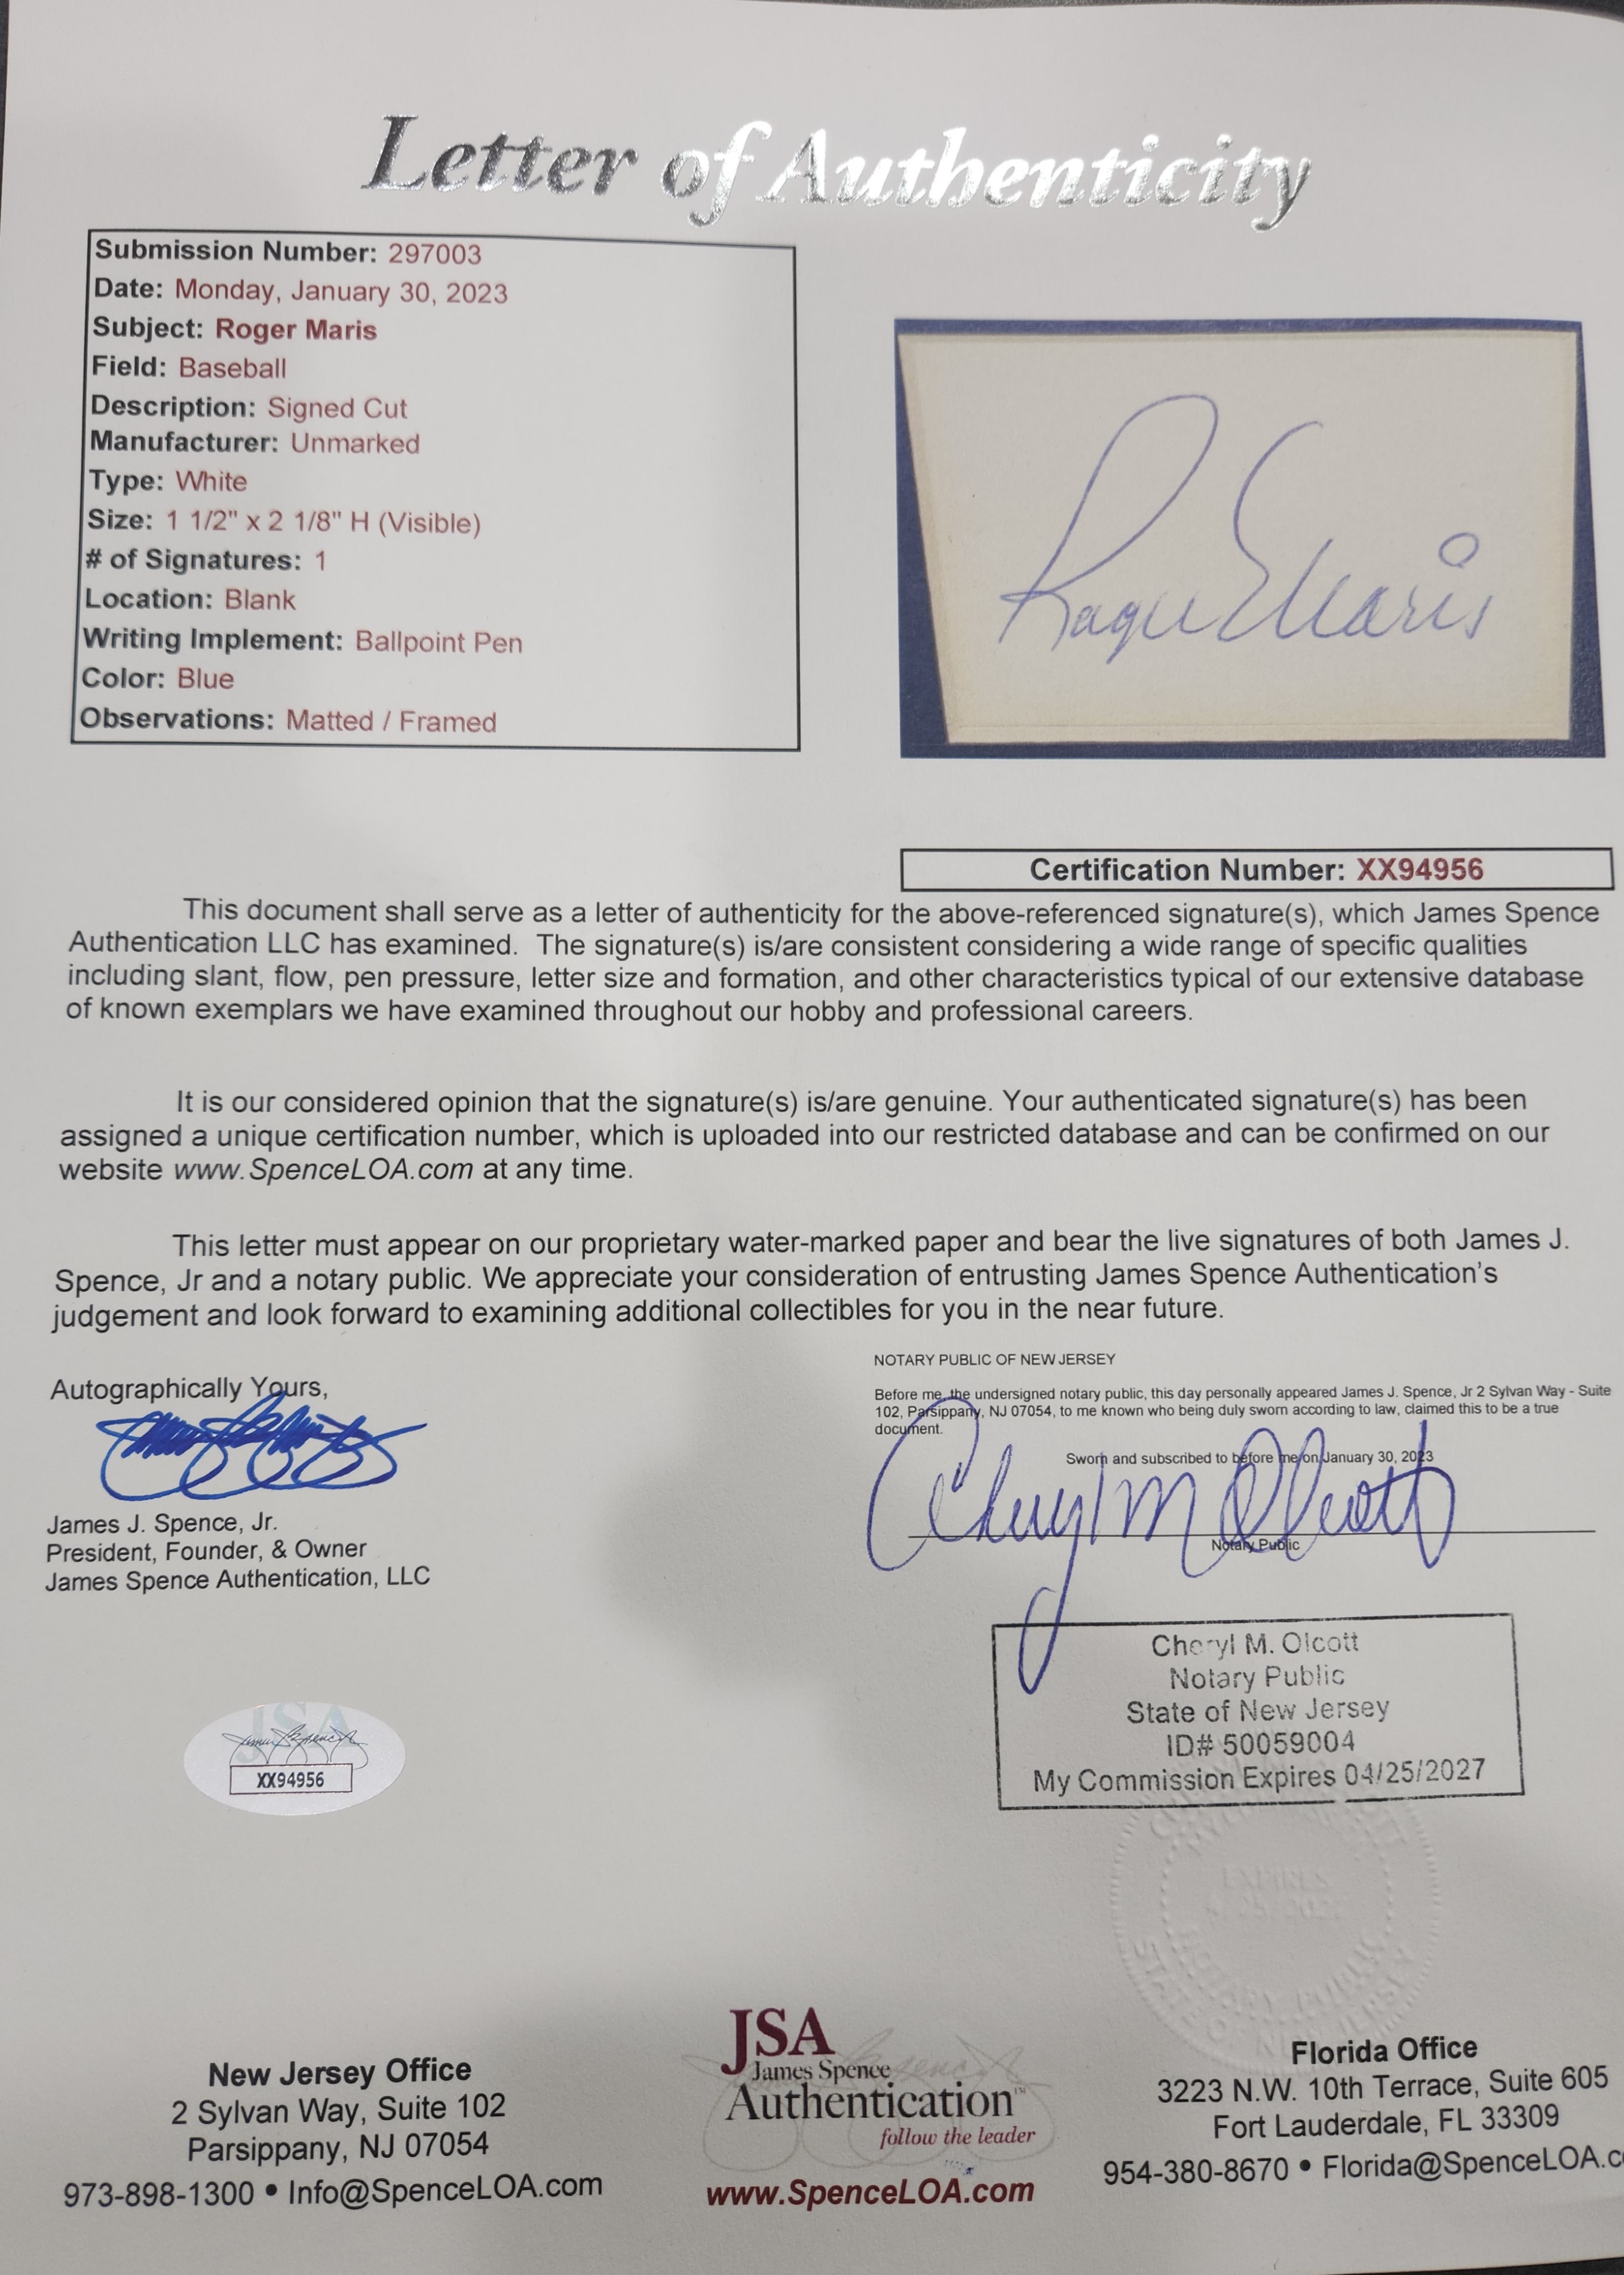 Letter of Authenticity
Submission Number: 297003
Date: Monday, January 30, 2023
Subject: Roger Maris
Field: Baseball
Description: Signed Cut
Manufacturer: Unmarked
Type: White
Size: 1 1/2" x 2 1/8" H (Visible)
# of Signatures: 1
Location: Blank
Writing Implement: Ballpoint Pen
Color: Blue
Observations: Matted / Framed
Roger Maris
Certification Number: XX94956
This document shall serve as a letter of authenticity for the above-referenced signature(s), which James Spence
Authentication LLC has examined. The signature(s) is/are consistent considering a wide range of specific qualities
including slant, flow, pen pressure, letter size and formation, and other characteristics typical of our extensive database
of known exemplars we have examined throughout our hobby and professional careers.
It is our considered opinion that the signature(s) is/are genuine. Your authenticated signature(s) has been
assigned a unique certification number, which is uploaded into our restricted database and can be confirmed on our
website www.SpenceLOA.com at any time.
This letter must appear on our proprietary water-marked paper and bear the live signatures of both James J.
Spence, Jr and a notary public. We appreciate your consideration of entrusting James Spence Authentication's
judgement and look forward to examining additional collectibles for you in the near future.
Autographically Yours,
James J. Spence, Jr.
President, Founder, & Owner
James Spence Authentication, LLC
NOTARY PUBLIC OF NEW JERSEY
Before me, the undersigned notary public, this day personally appeared James J. Spence, Jr 2 Sylvan Way - Suite
102, Parsippany, NJ 07054, to me known who being duly sworn according to law, claimed this to be a true
document.
Sworn and subscribed to before me on January 30, 2023
Cheryl M Olcott
Notary Public
Cheryl M. Olcott
Notary Public
State of New Jersey
ID# 50059004
My Commission Expires 04/25/2027
JSA
XX94956
EXPIRES
NOTARY PUBLIC
STATE OF NEW JERSEY
New Jersey Office
2 Sylvan Way, Suite 102
Parsippany, NJ 07054
973-898-1300 • Info@SpenceLOA.com
JSA
James Spence
Authentication™
follow the leader
www.SpenceLOA.com
Florida Office
3223 N.W. 10th Terrace, Suite 605
Fort Lauderdale, FL 33309
954-380-8670 • Florida@SpenceLOA.c